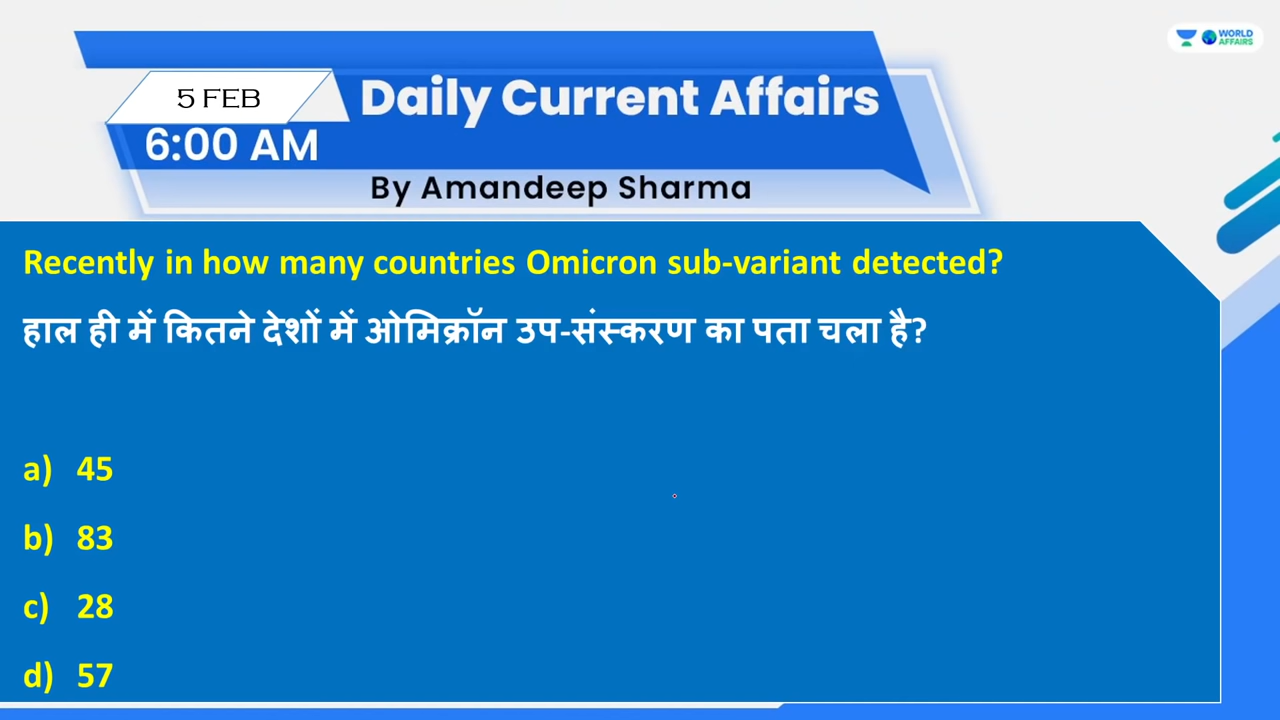 WORLD
AFFAIRS
5 FEB
Daily Current Affairs
6:00 AM
By Amandeep Sharma
Recently in how many countries Omicron sub-variant detected?
हाल ही में कितने देशों में ओमिक्रॉन उप-संस्करण का पता चला है?
a) 45
b) 83
c) 28
d) 57